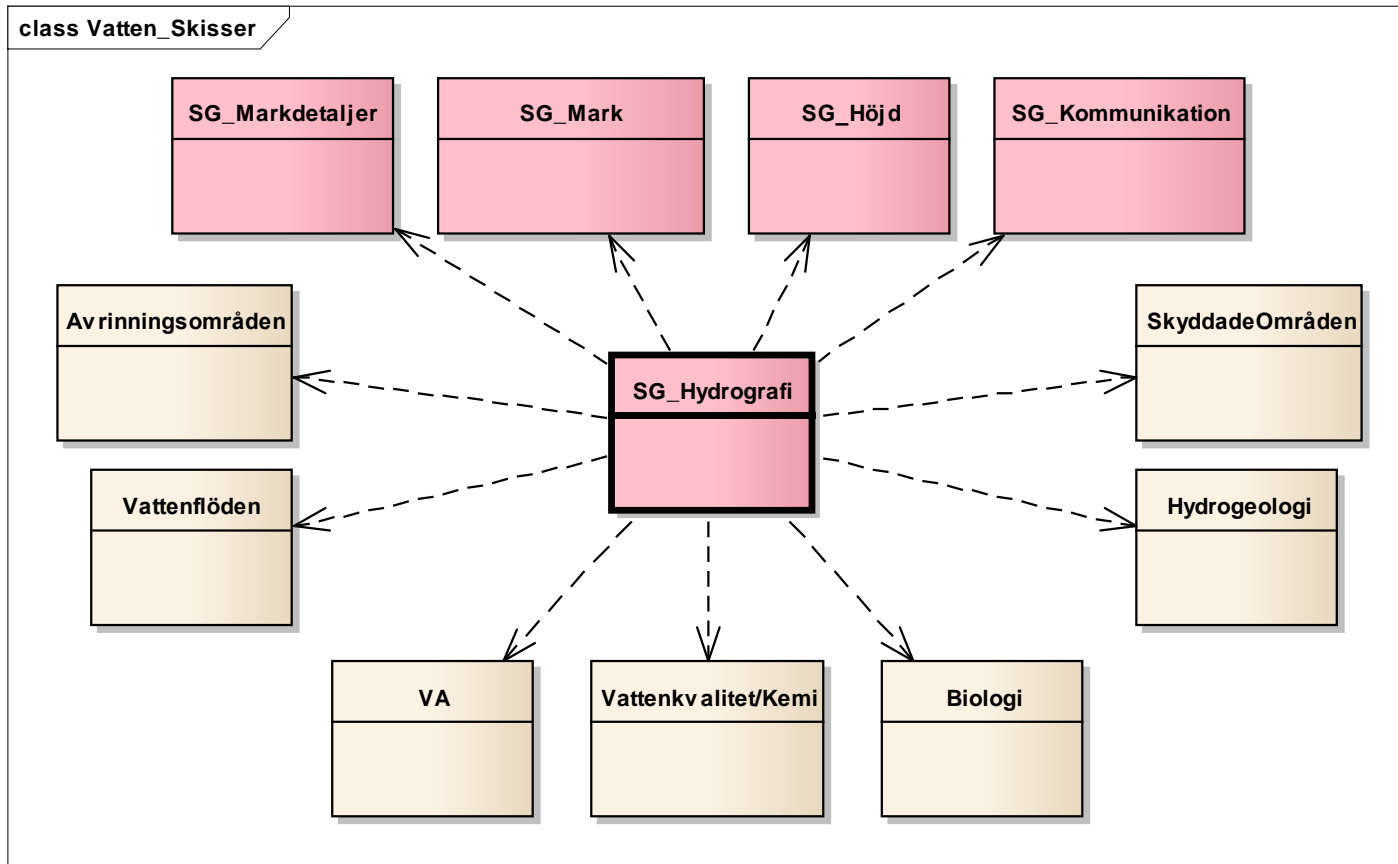 class Vatten_Skisser
SG_Markdetaljer
SG_Mark
SG_Höjd
SG_Kommunikation
Avrinningsområden
SkyddadeOmråden
SG_Hydrografi
Vattenflöden
Hydrogeologi
VA
Vattenkvalitet/Kemi
Biologi